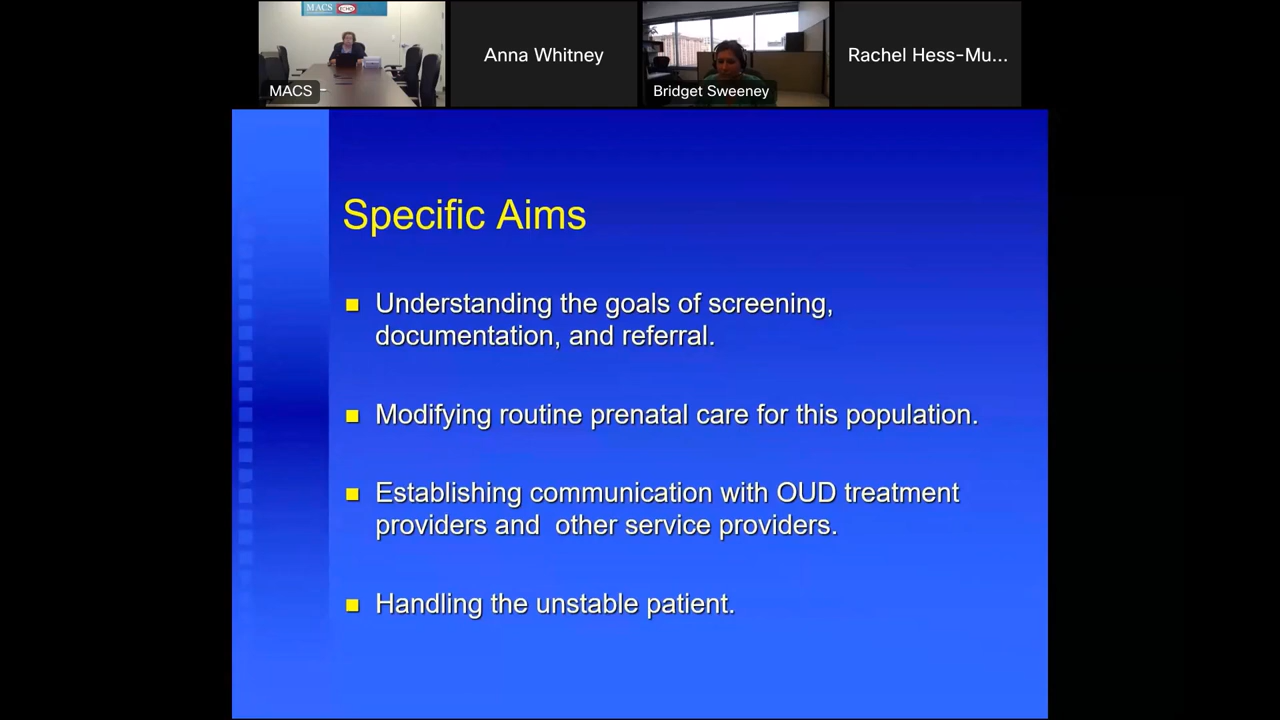 MACS
MACS
Anna Whitney
Bridget Sweeney
Rachel Hess-Mu...
Specific Aims
Understanding the goals of screening,
documentation, and referral.
Modifying routine prenatal care for this population.
Establishing communication with OUD treatment
providers and  other service providers.
Handling the unstable patient.